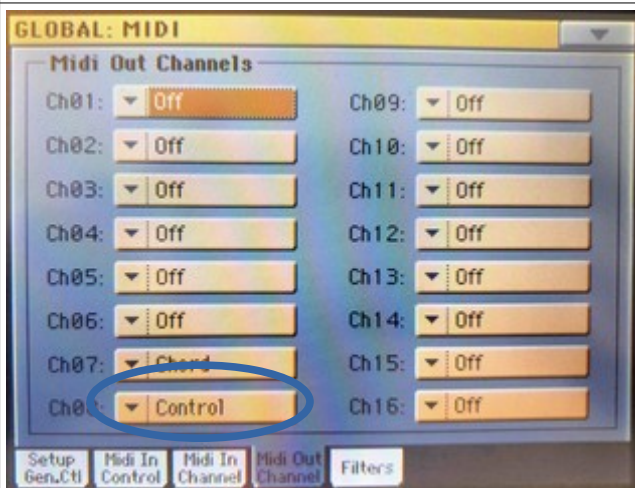 GLOBAL: MIDI
Midi Out Channels
Ch01: Off
Ch02: Off
Ch03: Off
Ch04: Off
Ch05: Off
Ch06: Off
Ch07: Chord
Ch08: Control
Ch09: Off
Ch10: Off
Ch11: Off
Ch12: Off
Ch13: Off
Ch14: Off
Ch15: Off
Ch16: Off
Setup Gen.Ctl
Midi In Control
Midi In Channel
Midi Out Channel
Filters